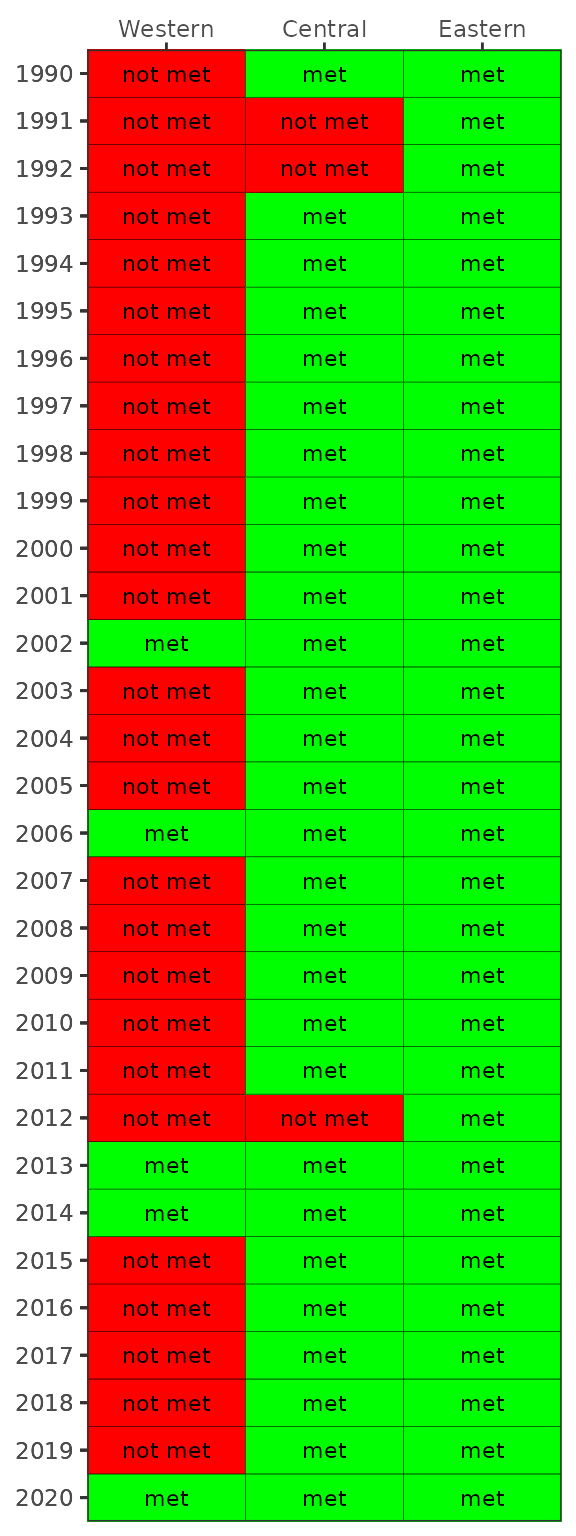 Western Central Eastern
1990 not met met met
1991 not met not met met
1992 not met not met met
1993 not met met met
1994 not met met met
1995 not met met met
1996 not met met met
1997 not met met met
1998 not met met met
1999 not met met met
2000 not met met met
2001 not met met met
2002 met met met
2003 not met met met
2004 not met met met
2005 not met met met
2006 met met met
2007 not met met met
2008 not met met met
2009 not met met met
2010 not met met met
2011 not met met met
2012 not met not met met
2013 met met met
2014 met met met
2015 not met met met
2016 not met met met
2017 not met met met
2018 not met met met
2019 not met met met
2020 met met met